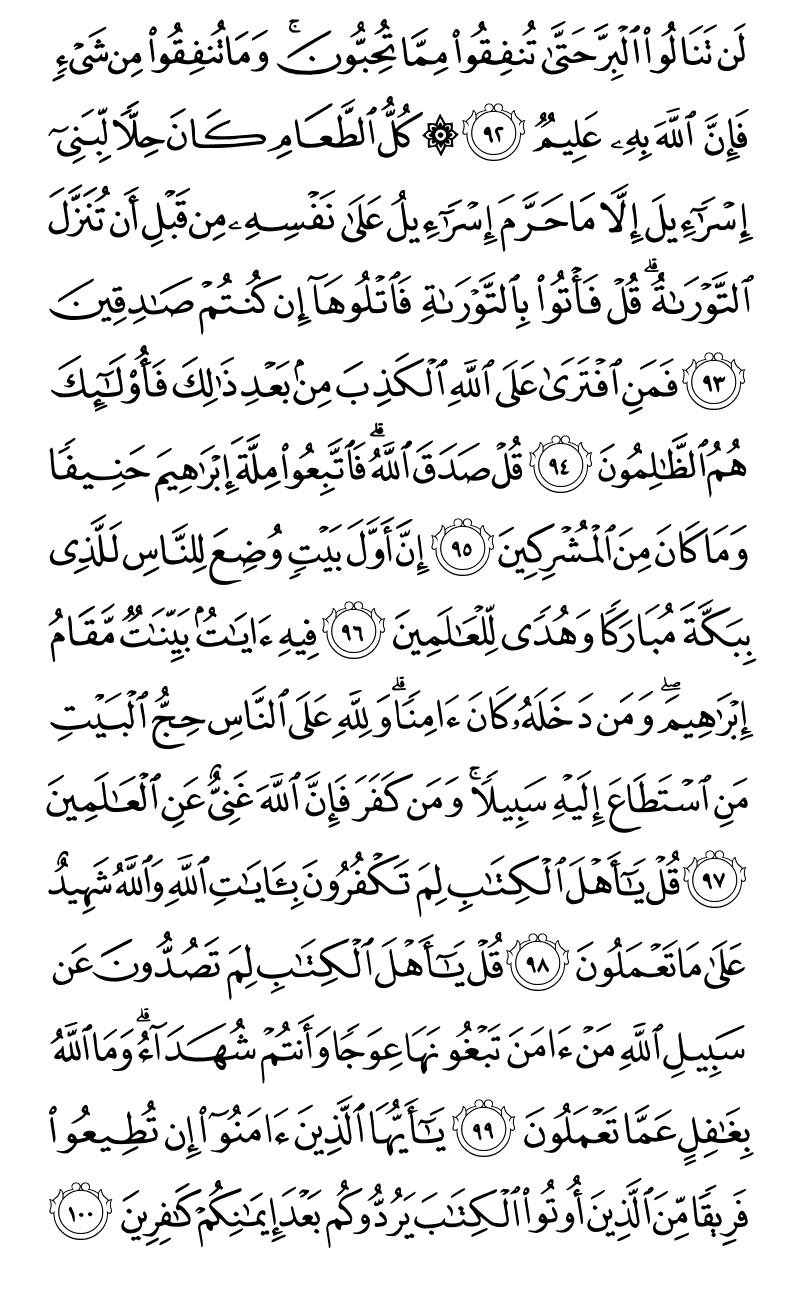 لَن تَنَالُوا۟ ٱلْبِرَّ حَتَّىٰ تُنفِقُوا۟ مِمَّا تُحِبُّونَ ۚ وَمَا تُنفِقُوا۟ مِن شَىْءٍ
فَإِنَّ ٱللَّهَ بِهِۦ عَلِيمٌ ٩٢ ۞ كُلُّ ٱلطَّعَامِ كَانَ حِلًّا لِّبَنِىٓ
إِسْرَٰٓءِيلَ إِلَّا مَا حَرَّمَ إِسْرَٰٓءِيلُ عَلَىٰ نَفْسِهِۦ مِن قَبْلِ أَن تُنَزَّلَ
ٱلتَّوْرَىٰةُ ۗ قُلْ فَأْتُوا۟ بِٱلتَّوْرَىٰةِ فَٱتْلُوهَآ إِن كُنتُمْ صَٰدِقِينَ
٩٣ فَمَنِ ٱفْتَرَىٰ عَلَى ٱللَّهِ ٱلْكَذِبَ مِنۢ بَعْدِ ذَٰلِكَ فَأُو۟لَٰٓئِكَ
هُمُ ٱلظَّٰلِمُونَ ٩٤ قُلْ صَدَقَ ٱللَّهُ ۗ فَٱتَّبِعُوا۟ مِلَّةَ إِبْرَٰهِيمَ حَنِيفًا
وَمَا كَانَ مِنَ ٱلْمُشْرِكِينَ ٩٥ إِنَّ أَوَّلَ بَيْتٍ وُضِعَ لِلنَّاسِ لَلَّذِى
بِبَكَّةَ مُبَارَكًا وَهُدًى لِّلْعَٰلَمِينَ ٩٦ فِيهِ ءَايَٰتٌۢ بَيِّنَٰتٌ مَّقَامُ
إِبْرَٰهِيمَ ۖ وَمَن دَخَلَهُۥ كَانَ ءَامِنًا ۗ وَلِلَّهِ عَلَى ٱلنَّاسِ حِجُّ ٱلْبَيْتِ
مَنِ ٱسْتَطَاعَ إِلَيْهِ سَبِيلًا ۚ وَمَن كَفَرَ فَإِنَّ ٱللَّهَ غَنِىٌّ عَنِ ٱلْعَٰلَمِينَ
٩٧ قُلْ يَٰٓأَهْلَ ٱلْكِتَٰبِ لِمَ تَكْفُرُونَ بِـَٔايَٰتِ ٱللَّهِ وَٱللَّهُ شَهِيدٌ
عَلَىٰ مَا تَعْمَلُونَ ٩٨ قُلْ يَٰٓأَهْلَ ٱلْكِتَٰبِ لِمَ تَصُدُّونَ عَن
سَبِيلِ ٱللَّهِ مَنْ ءَامَنَ تَبْغُونَهَا عِوَجًا وَأَنتُمْ شُهَدَآءُ ۗ وَمَا ٱللَّهُ
بِغَٰفِلٍ عَمَّا تَعْمَلُونَ ٩٩ يَٰٓأَيُّهَا ٱلَّذِينَ ءَامَنُوٓا۟ إِن تُطِيعُوا۟
فَرِيقًا مِّنَ ٱلَّذِينَ أُوتُوا۟ ٱلْكِتَٰبَ يَرُدُّوكُم بَعْدَ إِيمَٰنِكُمْ كَٰفِرِينَ ١٠٠